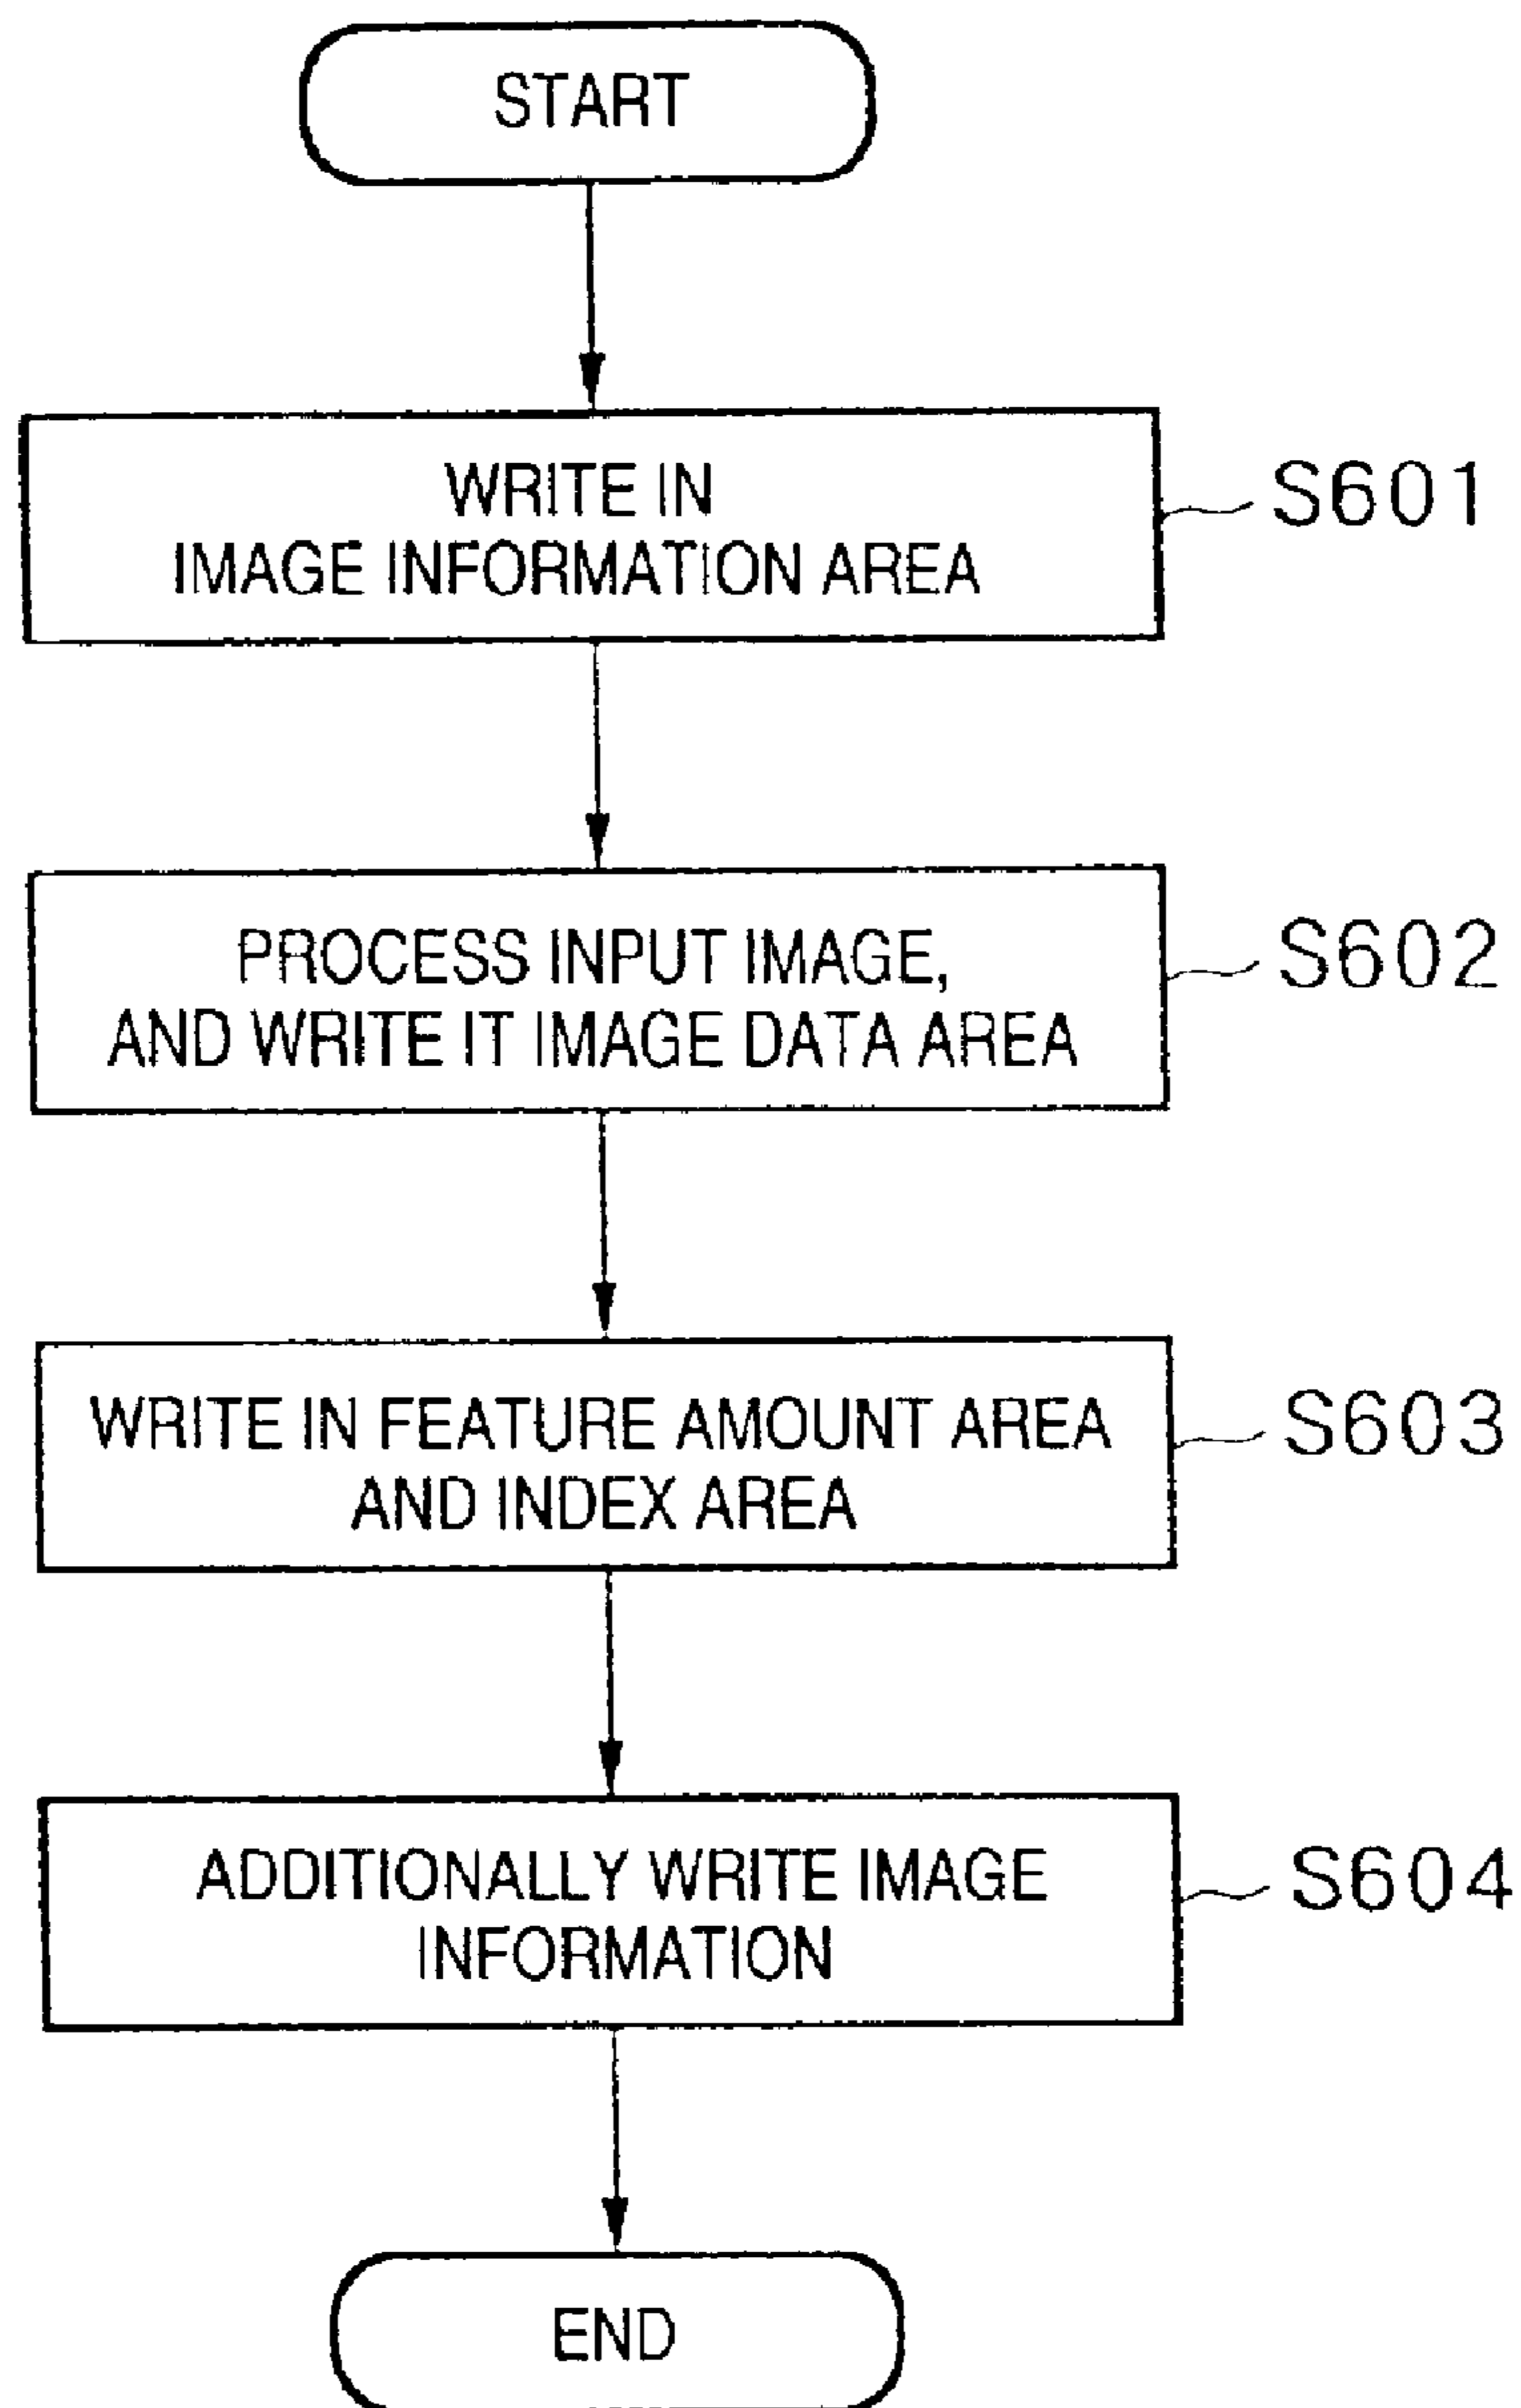 START
WRITE IN
IMAGE INFORMATION AREA
S601
PROCESS INPUT IMAGE,
AND WRITE IT IMAGE DATA AREA
S602
WRITE IN FEATURE AMOUNT AREA
AND INDEX AREA
S603
ADDITIONALLY WRITE IMAGE
INFORMATION
S604
END